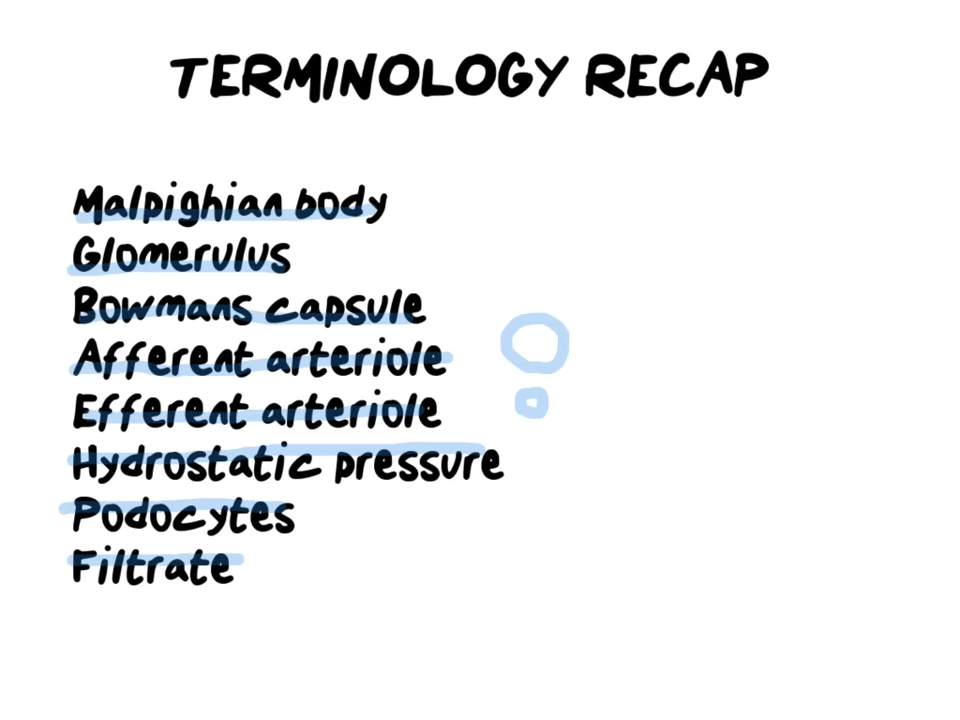 TERMINOLOGY RECAP
Malpighian body
Glomerulus
Bowmans capsule
Afferent arteriole
Efferent arteriole
Hydrostatic pressure
Podocytes
Filtrate